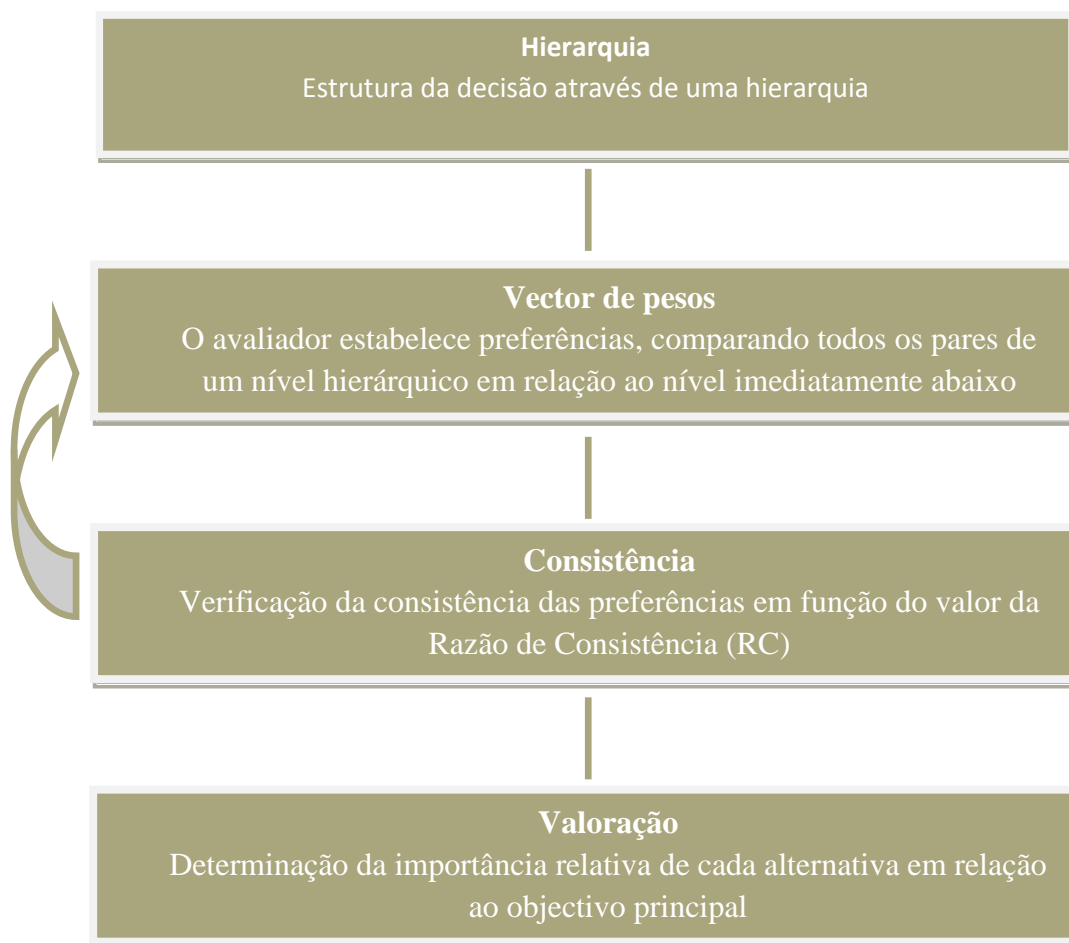 Hierarquia
Estrutura da decisão através de uma hierarquia
Vector de pesos
O avaliador estabelece preferências, comparando todos os pares de
um nível hierárquico em relação ao nível imediatamente abaixo
Consistência
Verificação da consistência das preferências em função do valor da
Razão de Consistência (RC)
Valoração
Determinação da importância relativa de cada alternativa em relação
ao objectivo principal